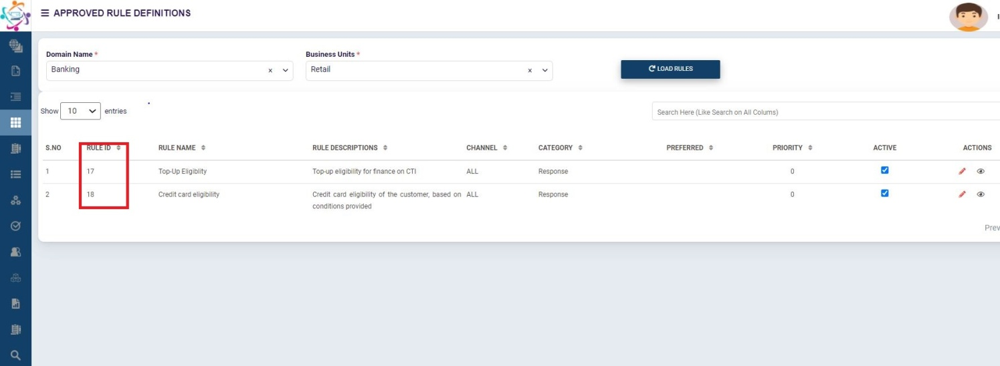 ☰ APPROVED RULE DEFINITIONS
Domain Name * Business Units *
Banking x Retail x LOAD RULES
Show 10 entries Search Here (Like Search on All Colums)
S.NO RULE ID RULE NAME RULE DESCRIPTIONS CHANNEL CATEGORY PREFERRED PRIORITY ACTIVE ACTIONS
1 17 Top-Up Eligiblity Top-up eligibility for finance on CTI ALL Response 0
2 18 Credit card eligibility Credit card eligibility of the customer, based on ALL Response 0
conditions provided
Prev